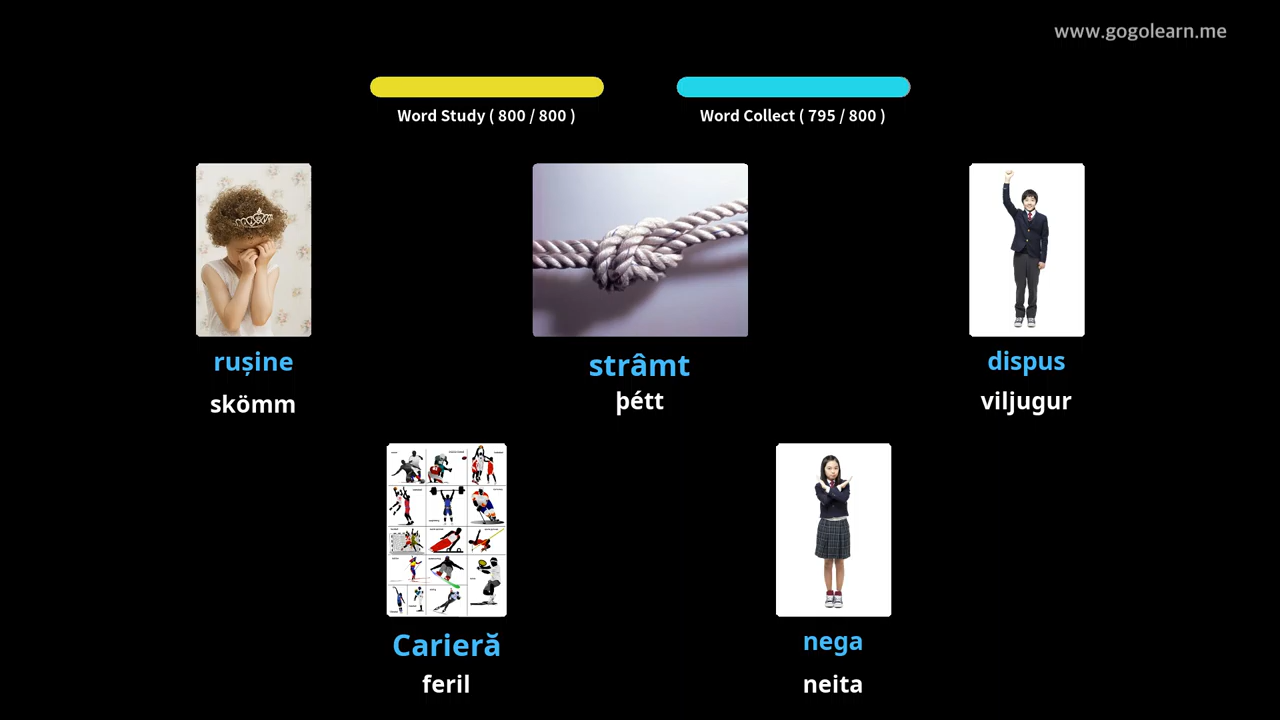 www.gogolearn.me
Word Study ( 800 / 800 )
Word Collect ( 795 / 800 )
rușine
strâmt
dispus
skömm
þétt
viljugur
Carieră
nega
feril
neita